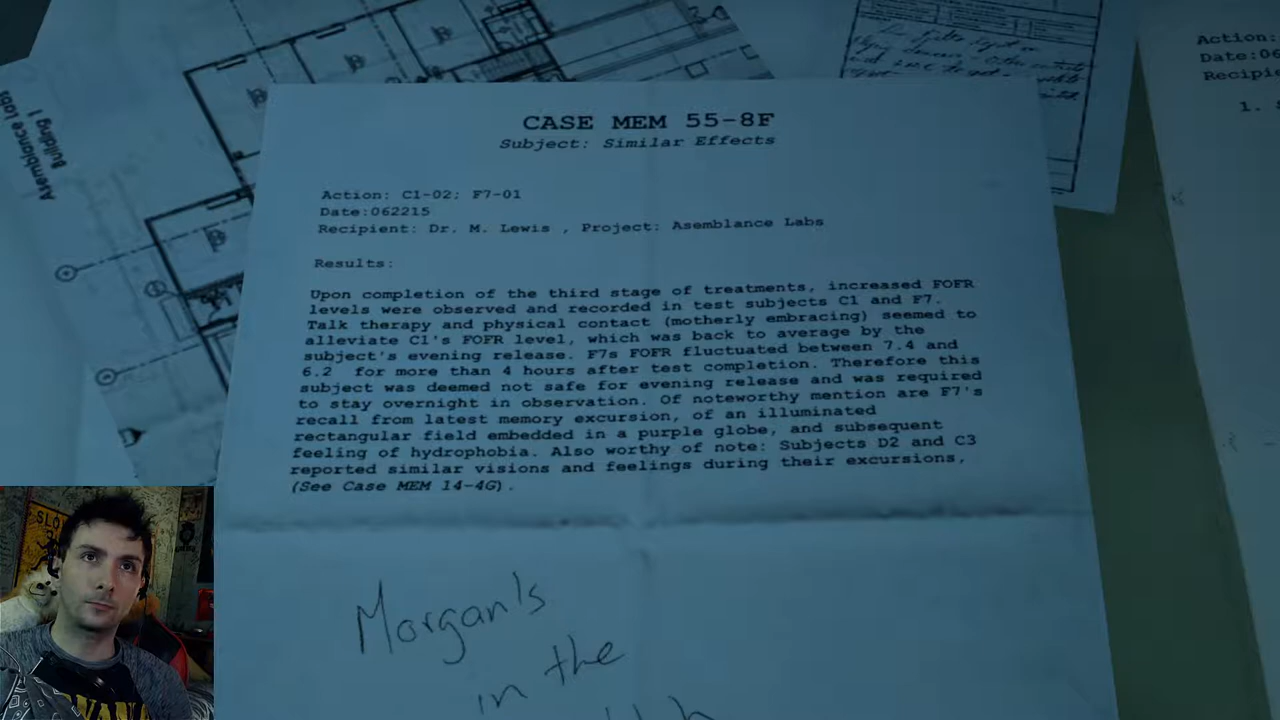 Asemblance Labs
Building 1
CASE MEM 55-8F
Subject: Similar Effects
Action: C1-02; F7-01
Date:062215
Recipient: Dr. M. Lewis , Project: Asemblance Labs
Results:
Upon completion of the third stage of treatments, increased FOFR
levels were observed and recorded in test subjects C1 and F7.
Talk therapy and physical contact (motherly embracing) seemed to
alleviate C1's FOFR level, which was back to average by the
subject's evening release. F7s FOFR fluctuated between 7.4 and
6.2 for more than 4 hours after test completion. Therefore this
subject was deemed not safe for evening release and was required
to stay overnight in observation. Of noteworthy mention are F7's
recall from latest memory excursion, of an illuminated
rectangular field embedded in a purple globe, and subsequent
feeling of hydrophobia. Also worthy of note: Subjects D2 and C3
reported similar visions and feelings during their excursions,
(See Case MEM 14-4G).
Morgan's
in the
Action:
Date:06
Recipie
1.
SLO